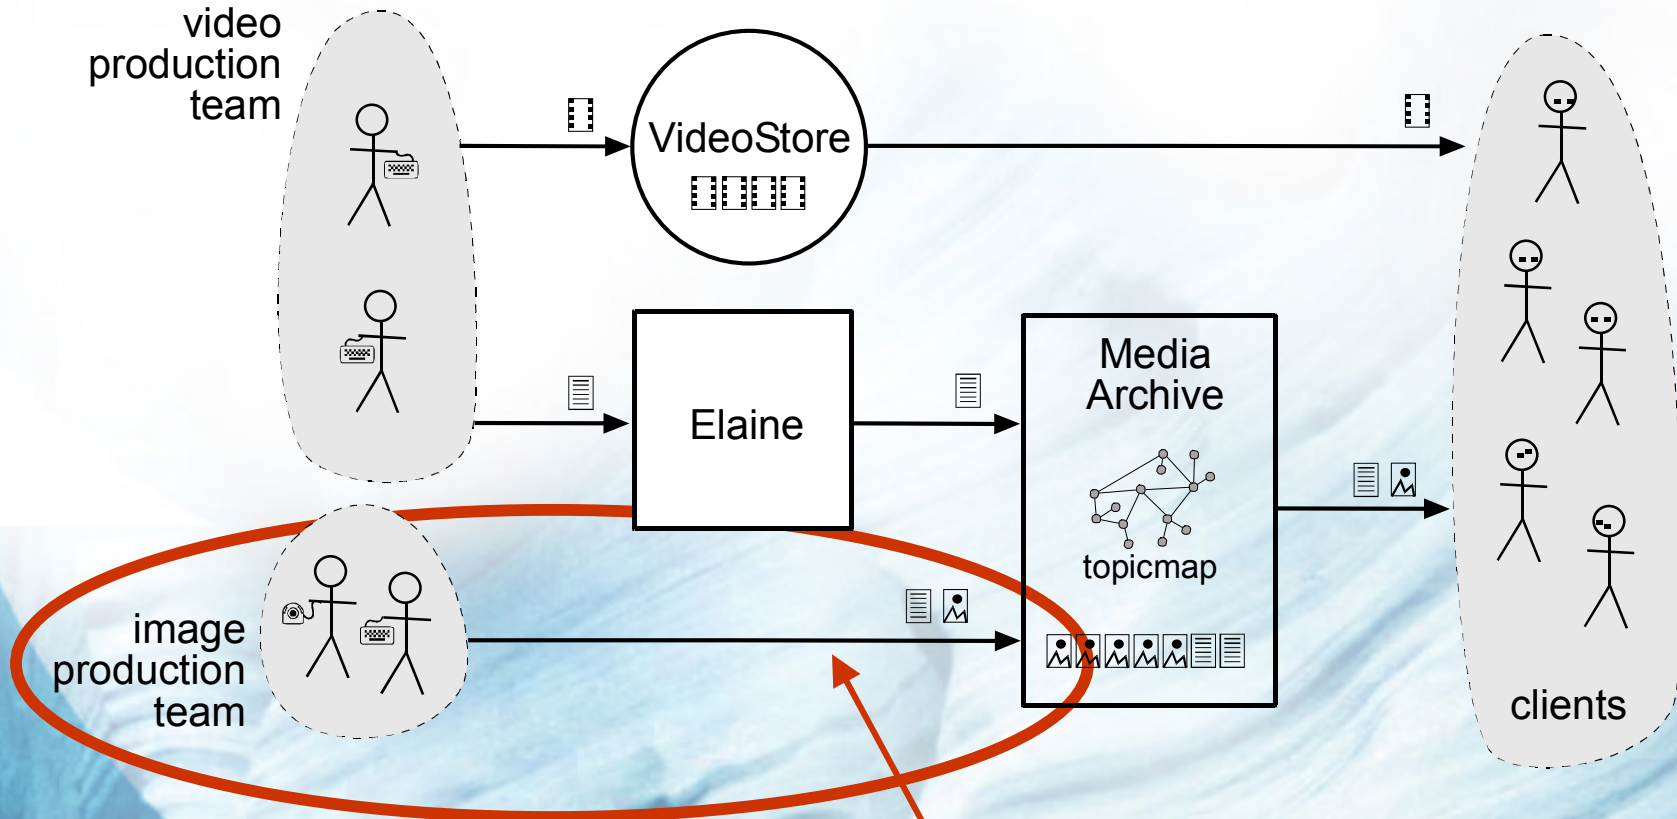 video
production
team
VideoStore
Elaine
Media
Archive
topicmap
image
production
team
clients